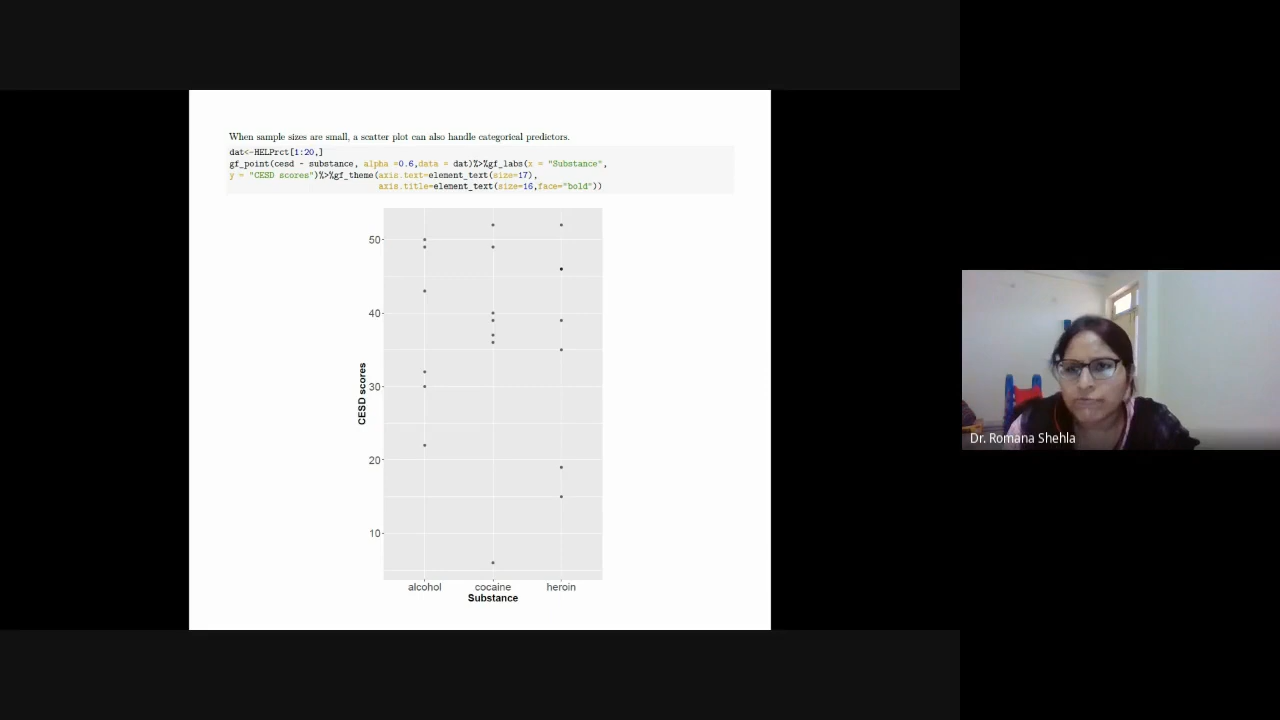 When sample sizes are small, a scatter plot can also handle categorical predictors.
dat<-HELPrct[1:20,]
gf_point(cesd ~ substance, alpha =0.6,data = dat)%>%gf_labs(x = "Substance",
y = "CESD scores")%>%gf_theme(axis.text=element_text(size=17),
axis.title=element_text(size=16,face="bold"))
50
40
30
20
10
CESD scores
alcohol cocaine heroin
Substance
Dr. Romana Shehla